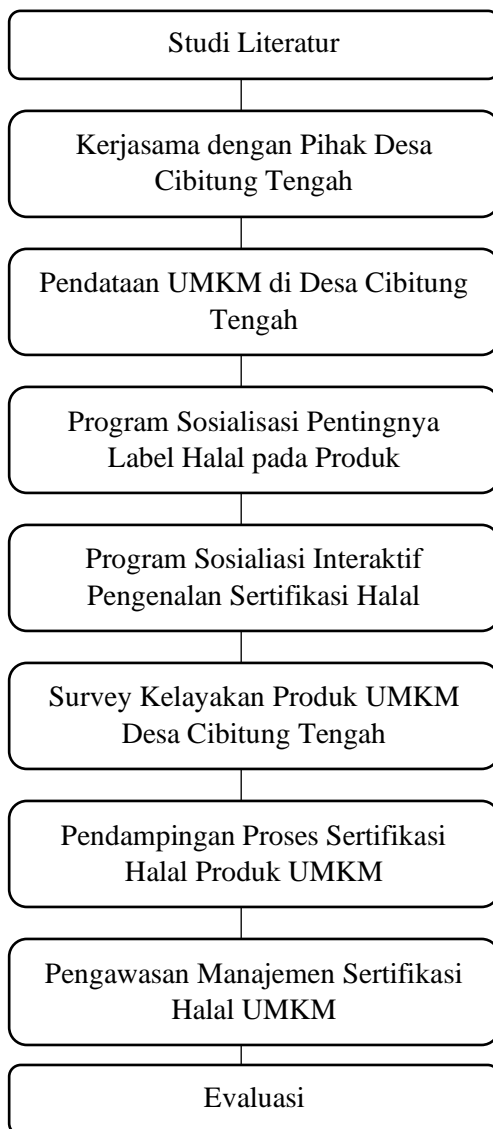 Studi Literatur
Kerjasama dengan Pihak Desa
Cibitung Tengah
Pendataan UMKM di Desa Cibitung
Tengah
Program Sosialisasi Pentingnya
Label Halal pada Produk
Program Sosialiasi Interaktif
Pengenalan Sertifikasi Halal
Survey Kelayakan Produk UMKM
Desa Cibitung Tengah
Pendampingan Proses Sertifikasi
Halal Produk UMKM
Pengawasan Manajemen Sertifikasi
Halal UMKM
Evaluasi